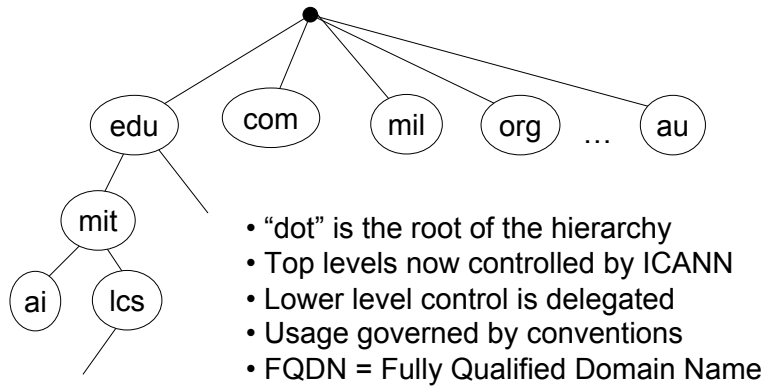 edu
com
mil
org
…
au
mit
ai
lcs
• “dot” is the root of the hierarchy
• Top levels now controlled by ICANN
• Lower level control is delegated
• Usage governed by conventions
• FQDN = Fully Qualified Domain Name